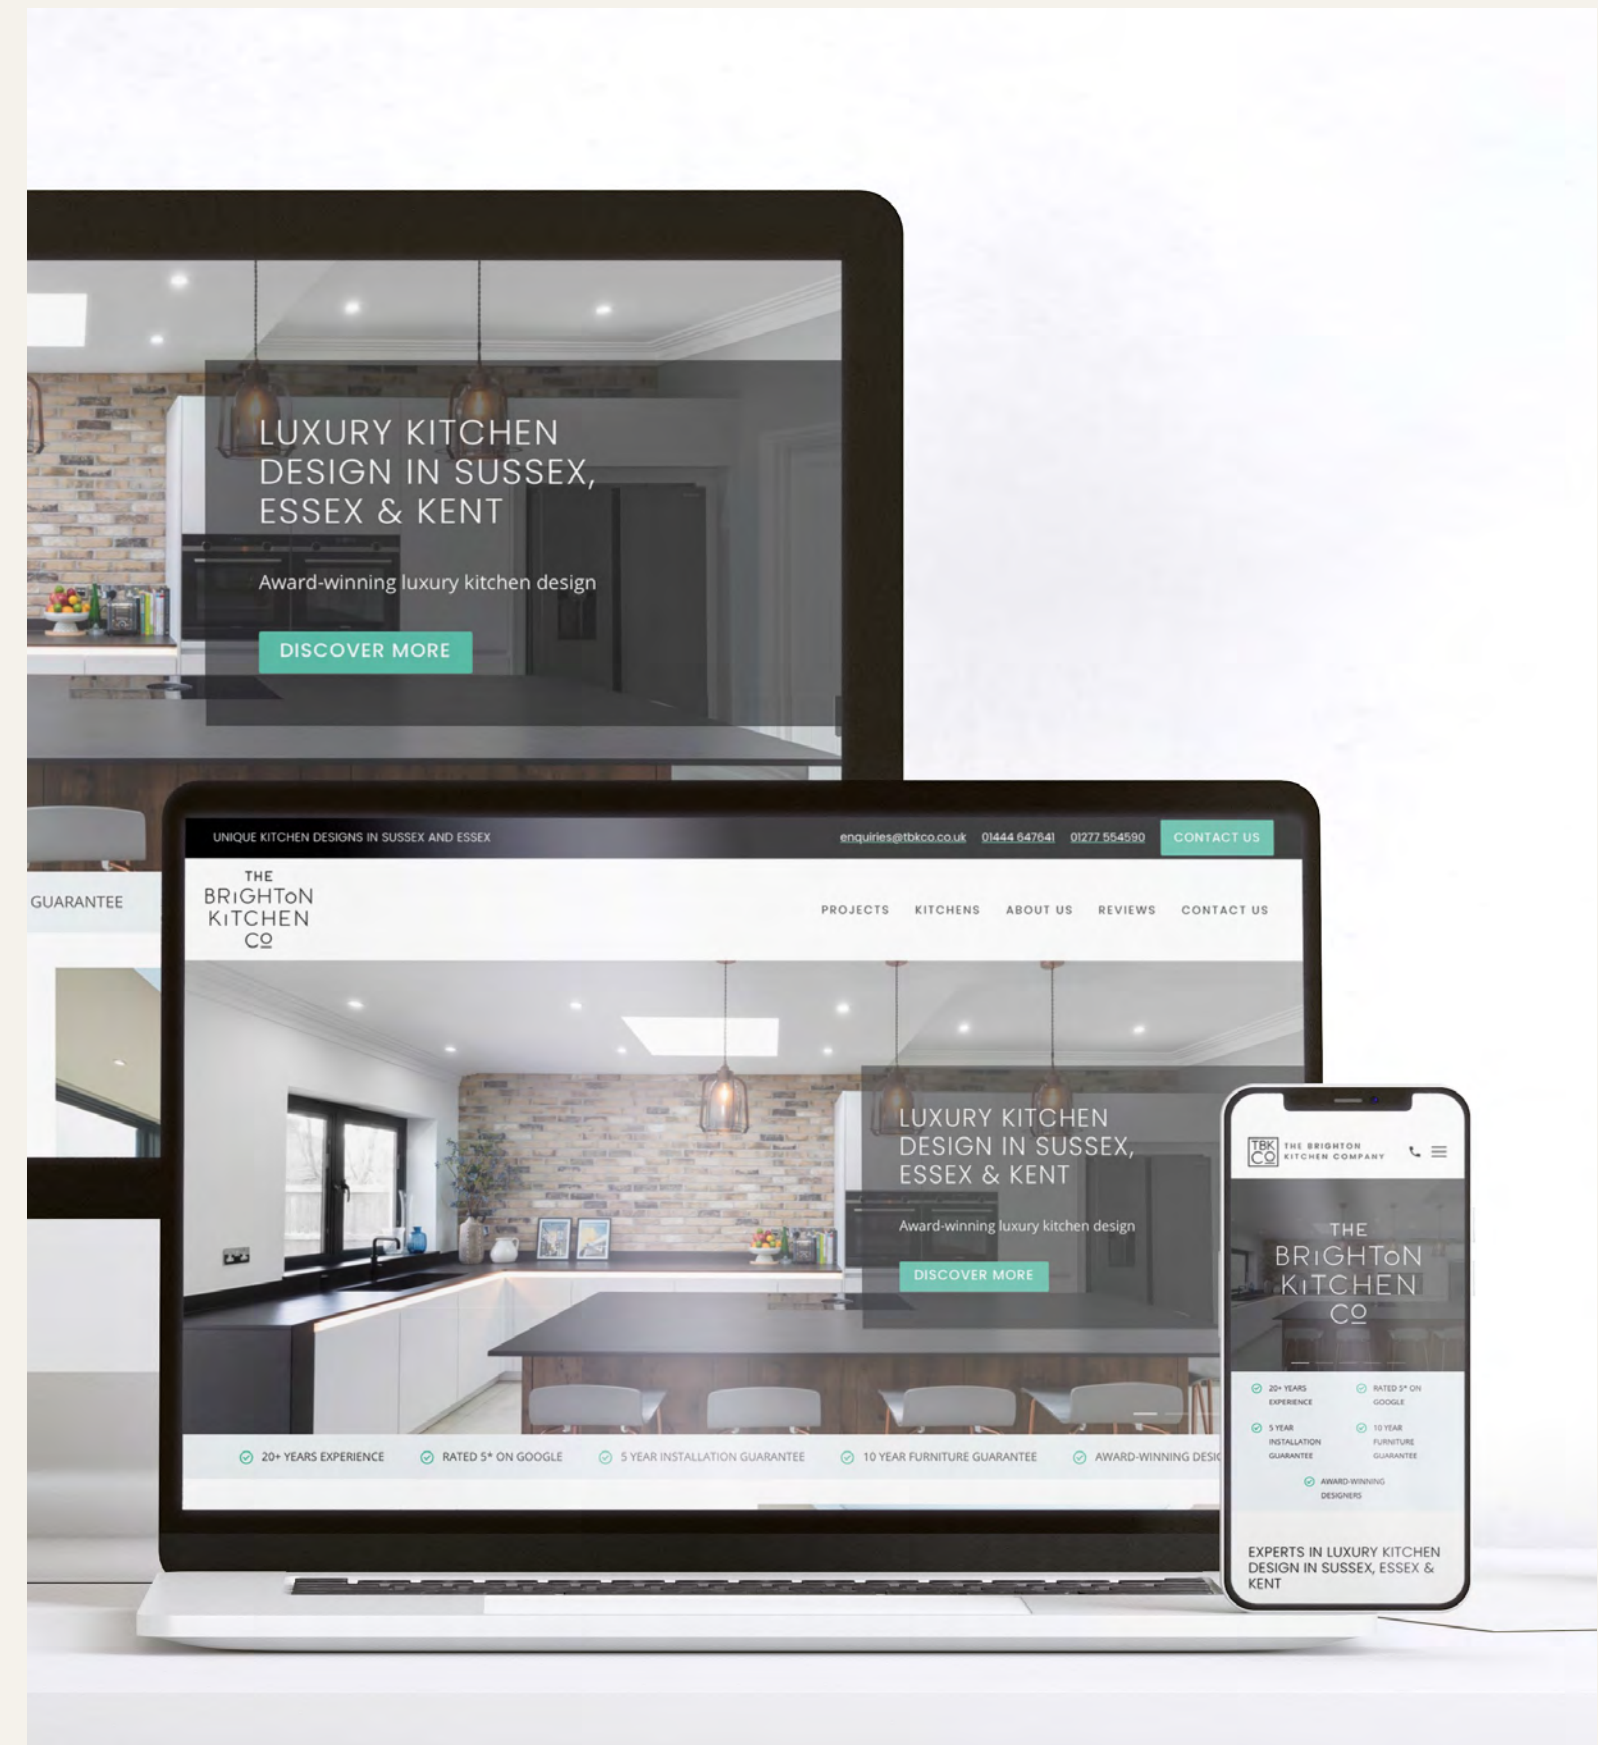 LUXURY KITCHEN
DESIGN IN SUSSEX,
ESSEX & KENT
Award-winning luxury kitchen design
DISCOVER MORE
GUARANTEE
UNIQUE KITCHEN DESIGNS IN SUSSEX AND ESSEX
enquiries@tbkco.co.uk 01444 647641 01277 554590 CONTACT US
THE
BRiGHToN
KiTCHEN
Co
PROJECTS KITCHENS ABOUT US REVIEWS CONTACT US
LUXURY KITCHEN
DESIGN IN SUSSEX,
ESSEX & KENT
Award-winning luxury kitchen design
DISCOVER MORE
20+ YEARS EXPERIENCE RATED 5* ON GOOGLE 5 YEAR INSTALLATION GUARANTEE 10 YEAR FURNITURE GUARANTEE AWARD-WINNING DESIG
TBK
CO
THE BRIGHTON
KITCHEN COMPANY
THE
BRiGHToN
KiTCHEN
Co
20+ YEARS
EXPERIENCE
RATED 5* ON
GOOGLE
5 YEAR
INSTALLATION
GUARANTEE
10 YEAR
FURNITURE
GUARANTEE
AWARD-WINNING
DESIGNERS
EXPERTS IN LUXURY KITCHEN
DESIGN IN SUSSEX, ESSEX &
KENT